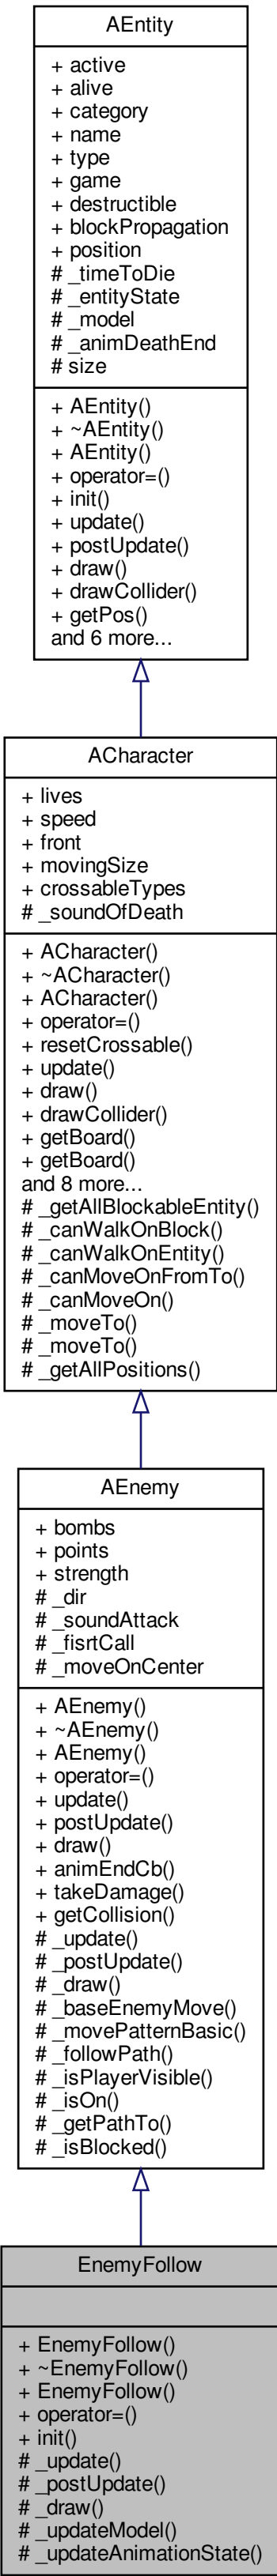 AEntity
+ active
+ alive
+ category
+ name
+ type
+ game
+ destructible
+ blockPropagation
+ position
# _timeToDie
# _entityState
# _model
# _animDeathEnd
# size
+ AEntity()
+ ~AEntity()
+ AEntity()
+ operator=()
+ init()
+ update()
+ postUpdate()
+ draw()
+ drawCollider()
+ getPos()
and 6 more...
ACharacter
+ lives
+ speed
+ front
+ movingSize
+ crossableTypes
# _soundOfDeath
+ ACharacter()
+ ~ACharacter()
+ ACharacter()
+ operator=()
+ resetCrossable()
+ update()
+ draw()
+ drawCollider()
+ getBoard()
+ getBoard()
and 8 more...
# _getAllBlockableEntity()
# _canWalkOnBlock()
# _canWalkOnEntity()
# _canMoveOnFromTo()
# _canMoveOn()
# _moveTo()
# _moveTo()
# _getAllPositions()
AEnemy
+ bombs
+ points
+ strength
# _dir
# _soundAttack
# _fisrtCall
# _moveOnCenter
+ AEnemy()
+ ~AEnemy()
+ AEnemy()
+ operator=()
+ update()
+ postUpdate()
+ draw()
+ animEndCb()
+ takeDamage()
+ getCollision()
# _update()
# _postUpdate()
# _draw()
# _baseEnemyMove()
# _movePatternBasic()
# _followPath()
# _isPlayerVisible()
# _isOn()
# _getPathTo()
# _isBlocked()
EnemyFollow
+ EnemyFollow()
+ ~EnemyFollow()
+ EnemyFollow()
+ operator=()
+ init()
# _update()
# _postUpdate()
# _draw()
# _updateModel()
# _updateAnimationState()